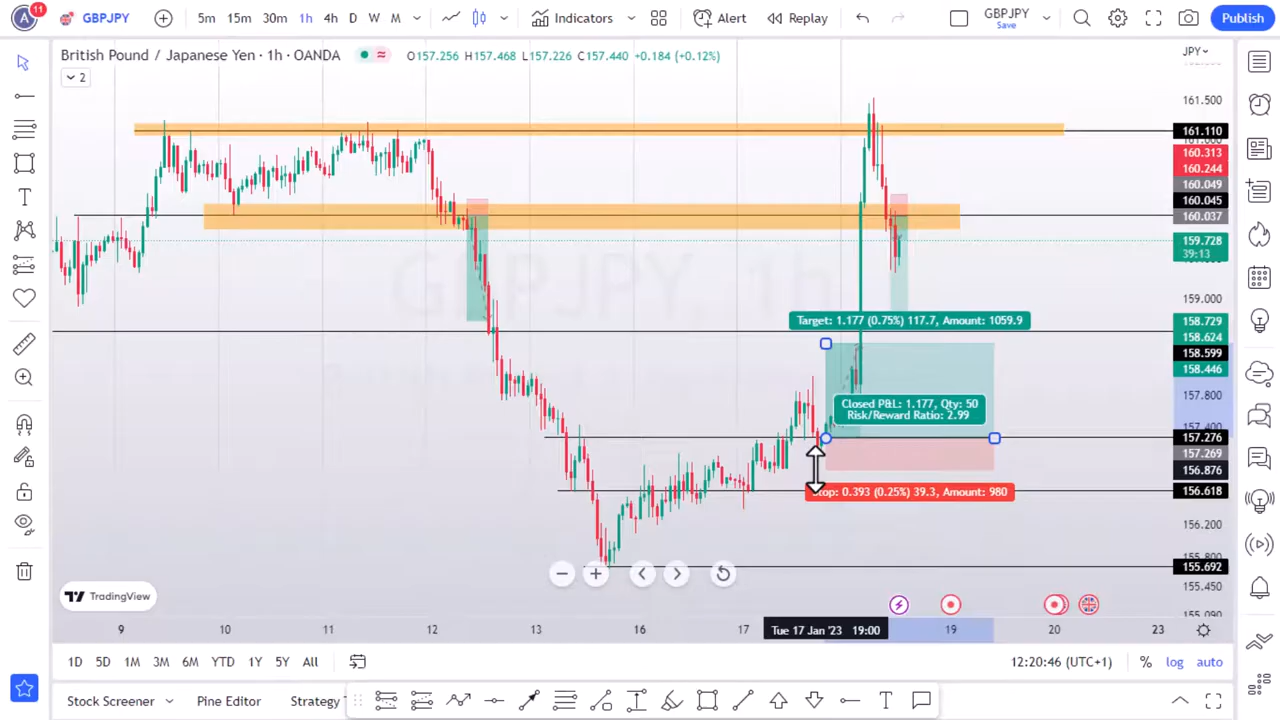 A 11 GBPJPY 5m 15m 30m 1h 4h D W M Indicators Alert Replay GBPJPY Save Publish
British Pound / Japanese Yen · 1h · OANDA O157.256 H157.468 L157.226 C157.440 +0.184 (+0.12%) JPY
2
161.500
161.110
160.313
160.244
160.049
160.045
160.037
159.728
39:13
159.000
158.729
158.624
158.599
158.446
157.800
157.276
157.269
156.876
156.618
156.200
155.692
155.450
155.090
GBPJPY, 1h
Target: 1.177 (0.75%) 117.7, Amount: 1059.9
Closed P&L: 1.177, Qty: 50
Risk/Reward Ratio: 2.99
Stop: 0.393 (0.25%) 39.3, Amount: 980
TradingView
9 10 11 12 13 16 17 Tue 17 Jan '23 19:00 19 20 23
1D 5D 1M 3M 6M YTD 1Y 5Y All 12:20:46 (UTC+1) % log auto
Stock Screener Pine Editor Strategy